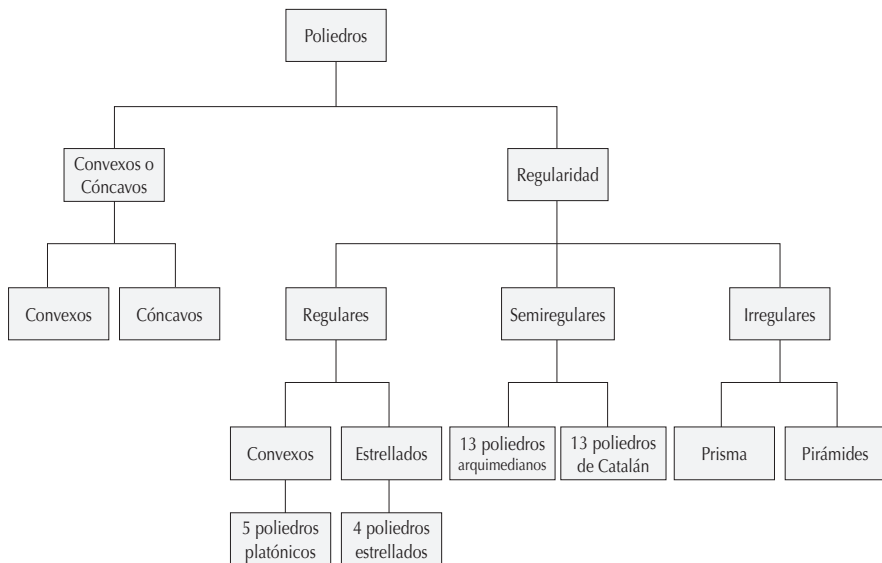 Poliedros
Convexos o
Cóncavos
Regularidad
Convexos
Cóncavos
Regulares
Semiregulares
Irregulares
Convexos
Estrellados
13 poliedros
arquimedianos
13 poliedros
de Catalán
Prisma
Pirámides
5 poliedros
platónicos
4 poliedros
estrellados